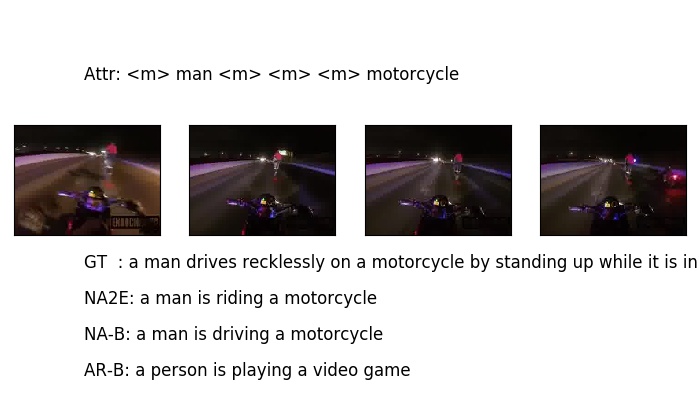 Attr: <m> man <m> <m> <m> motorcycle
GT  : a man drives recklessly on a motorcycle by standing up while it is in
NA2E: a man is riding a motorcycle
NA-B: a man is driving a motorcycle
AR-B: a person is playing a video game